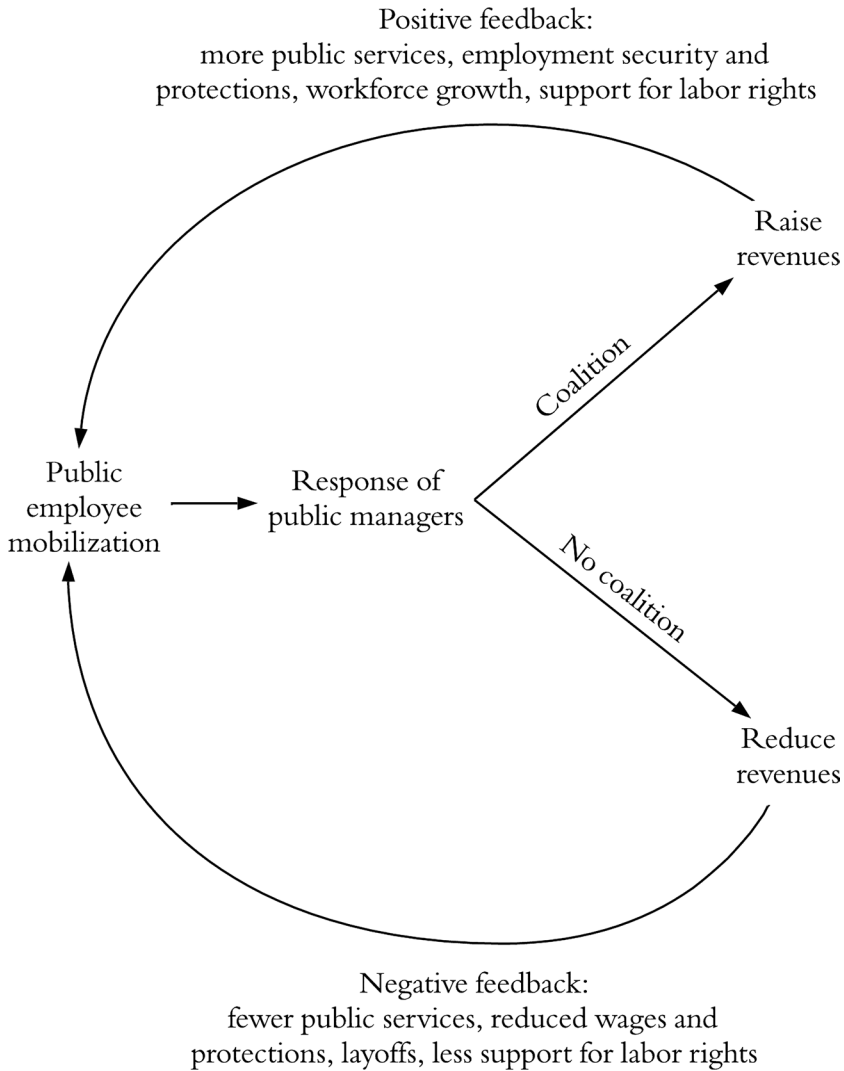 Positive feedback:
more public services, employment security and
protections, workforce growth, support for labor rights
Raise
revenues
Coalition
Public
employee
mobilization
Response of
public managers
No coalition
Reduce
revenues
Negative feedback:
fewer public services, reduced wages and
protections, layoffs, less support for labor rights